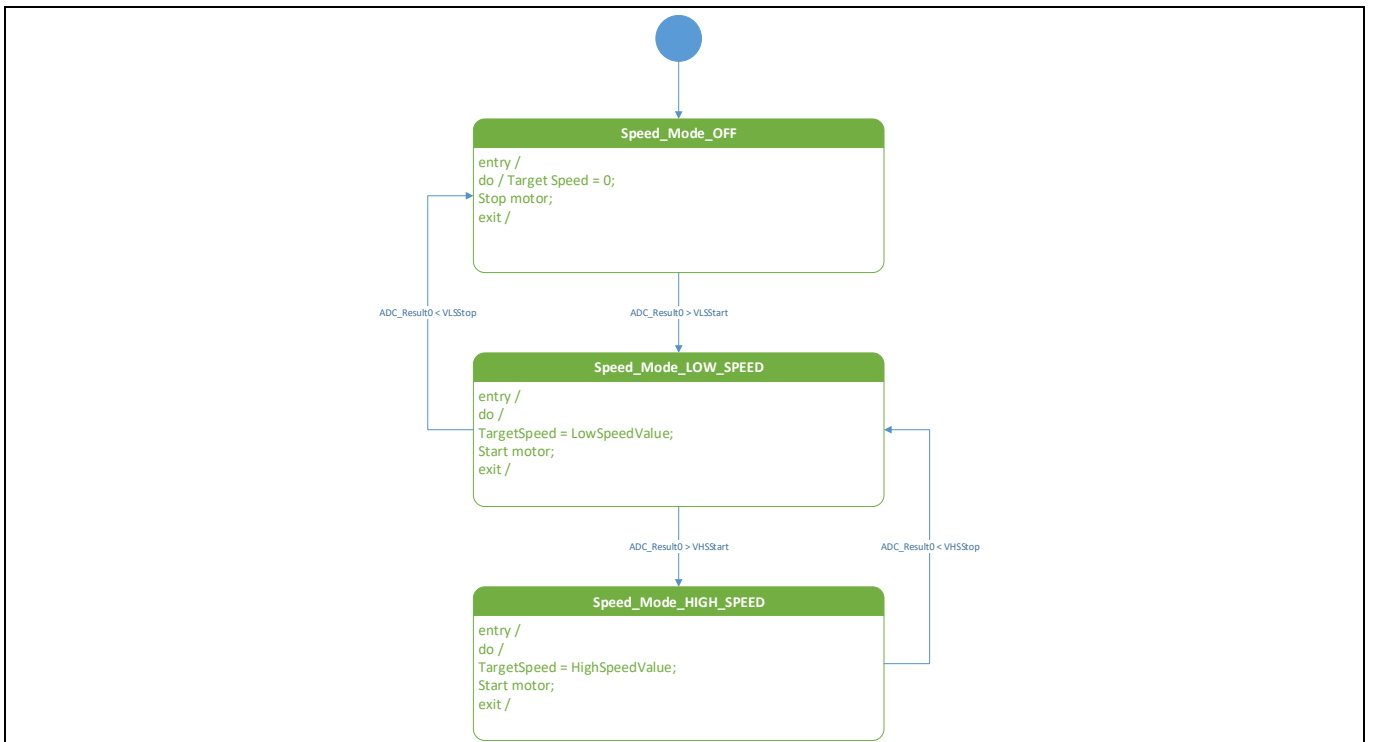 Speed_Mode_OFF
entry /
do / Target Speed = 0;
Stop motor;
exit /
ADC_Result0 < VLSStop
ADC_Result0 > VLSStart
Speed_Mode_LOW_SPEED
entry /
do /
TargetSpeed = LowSpeedValue;
Start motor;
exit /
ADC_Result0 > VHSStart
ADC_Result0 < VHSStop
Speed_Mode_HIGH_SPEED
entry /
do /
TargetSpeed = HighSpeedValue;
Start motor;
exit /